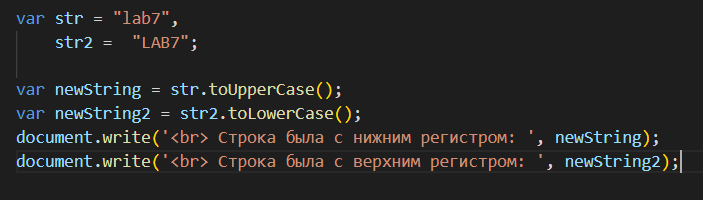 var str = "lab7",
    str2 =  "LAB7";

var newString = str.toUpperCase();
var newString2 = str2.toLowerCase();
document.write('<br> Строка была с нижним регистром: ', newString);
document.write('<br> Строка была с верхним регистром: ', newString2);